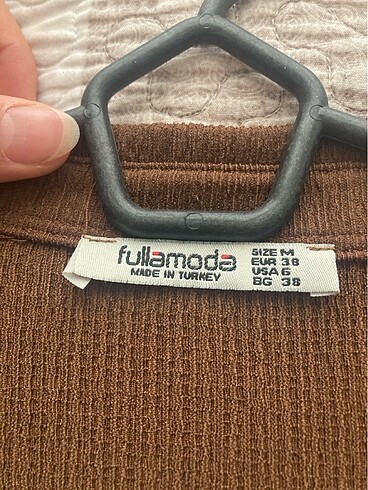 fullamoda
MADE IN TURKEY
SIZE M
EUR 38
USA 6
BG 38